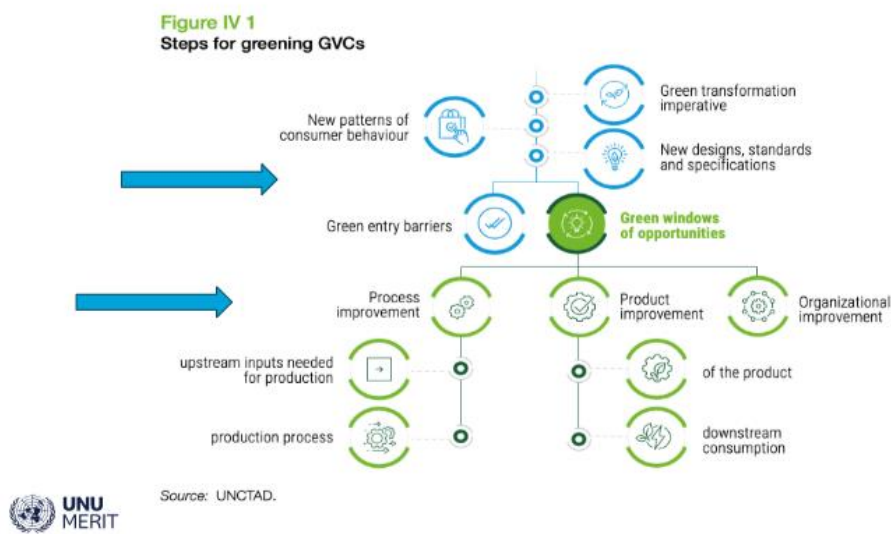 Figure IV 1
Steps for greening GVCs
Green transformation
imperative
New patterns of
consumer behaviour
New designs, standards
and specifications
Green entry barriers
Green windows
of opportunities
Process
improvement
Product
improvement
Organizational
improvement
upstream inputs needed
for production
of the product
production process
downstream
consumption
Source: UNCTAD.
UNU
MERIT